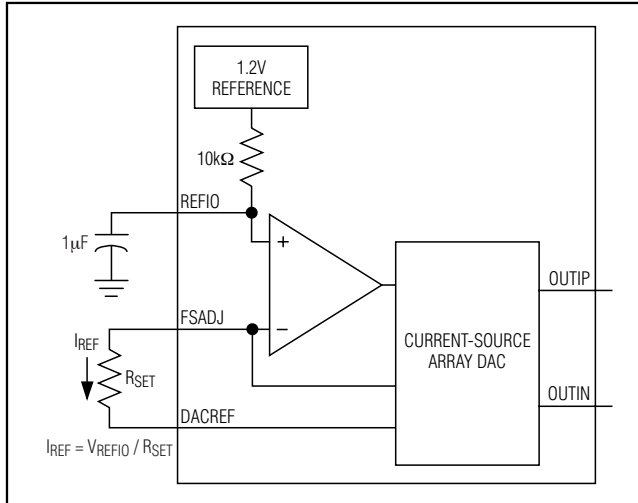 1.2V
REFERENCE
10kΩ
REFIO
1µF
+
FSADJ
−
IREF
RSET
CURRENT-SOURCE
ARRAY DAC
OUTIP
OUTIN
DACREF
IREF = VREFIO / RSET